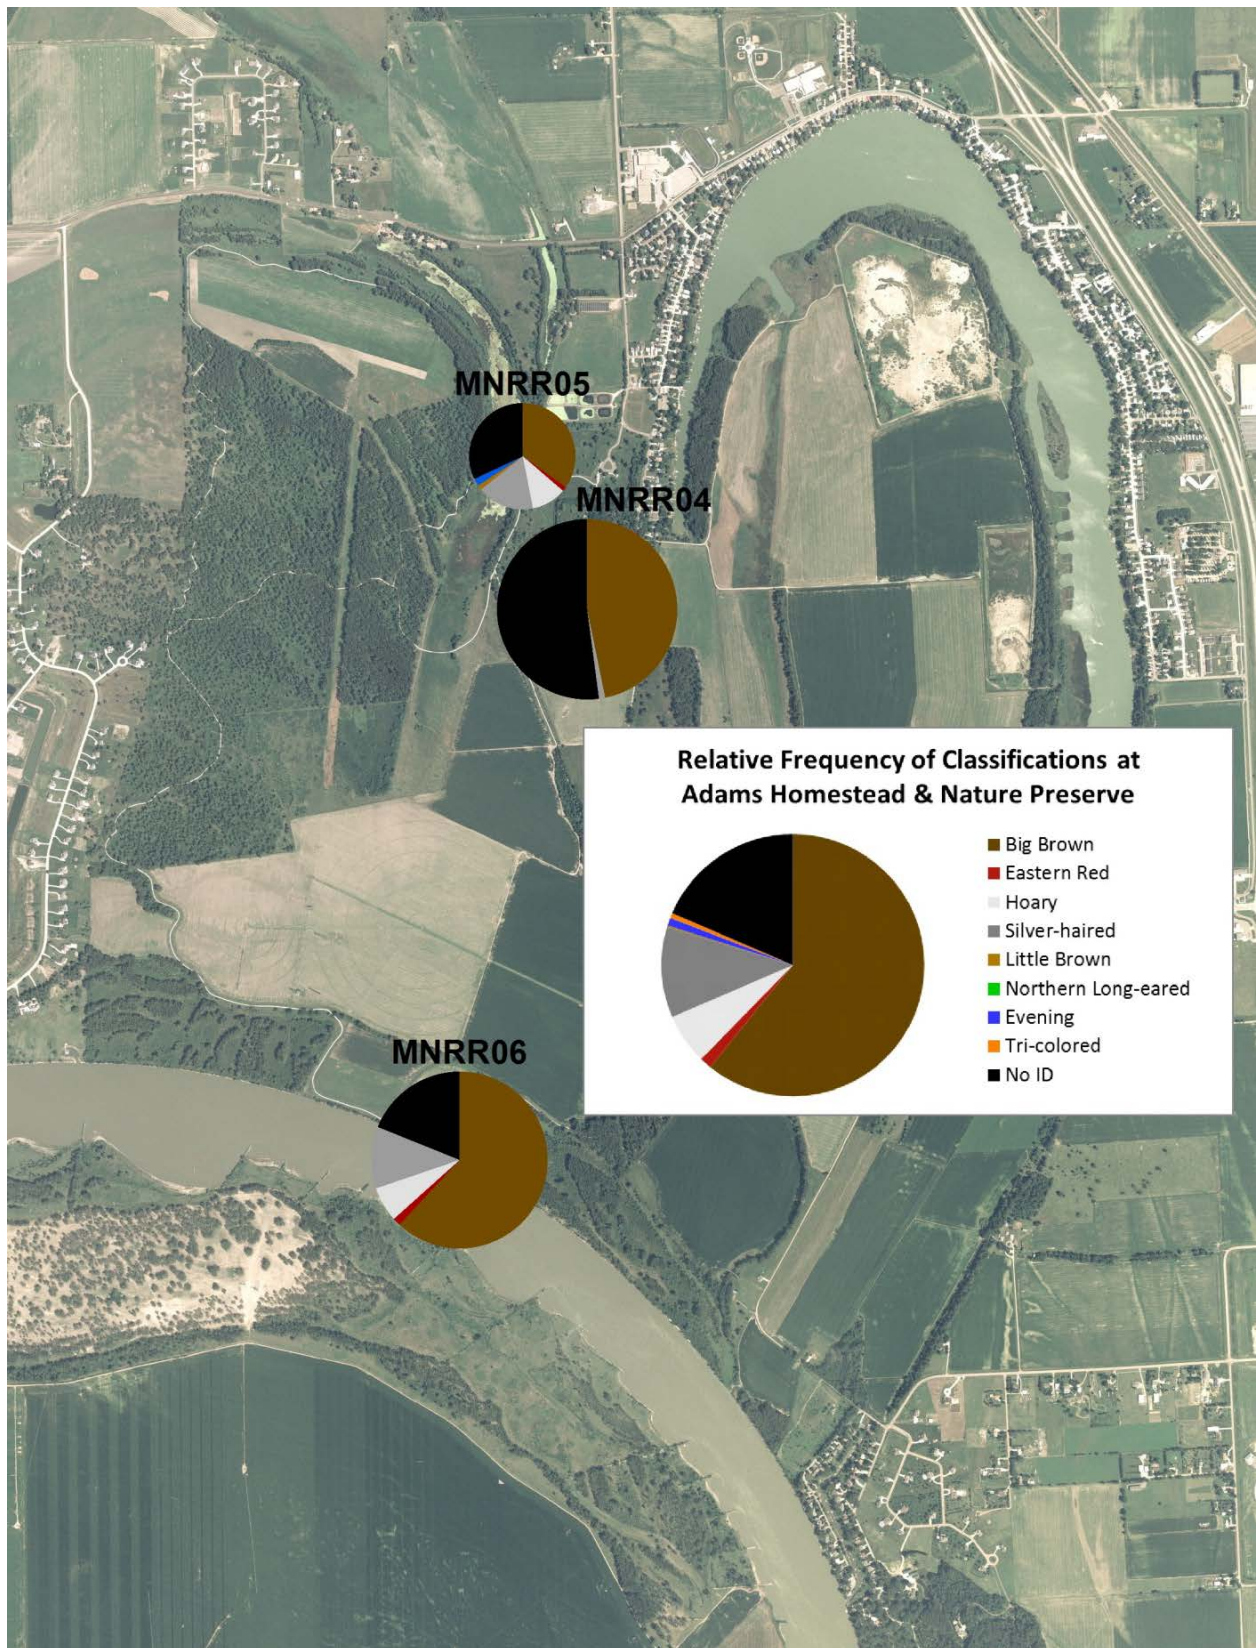 MNRR05
MNRR04
Relative Frequency of Classifications at
Adams Homestead & Nature Preserve
Big Brown
Eastern Red
Hoary
Silver-haired
Little Brown
Northern Long-eared
Evening
Tri-colored
No ID
MNRR06